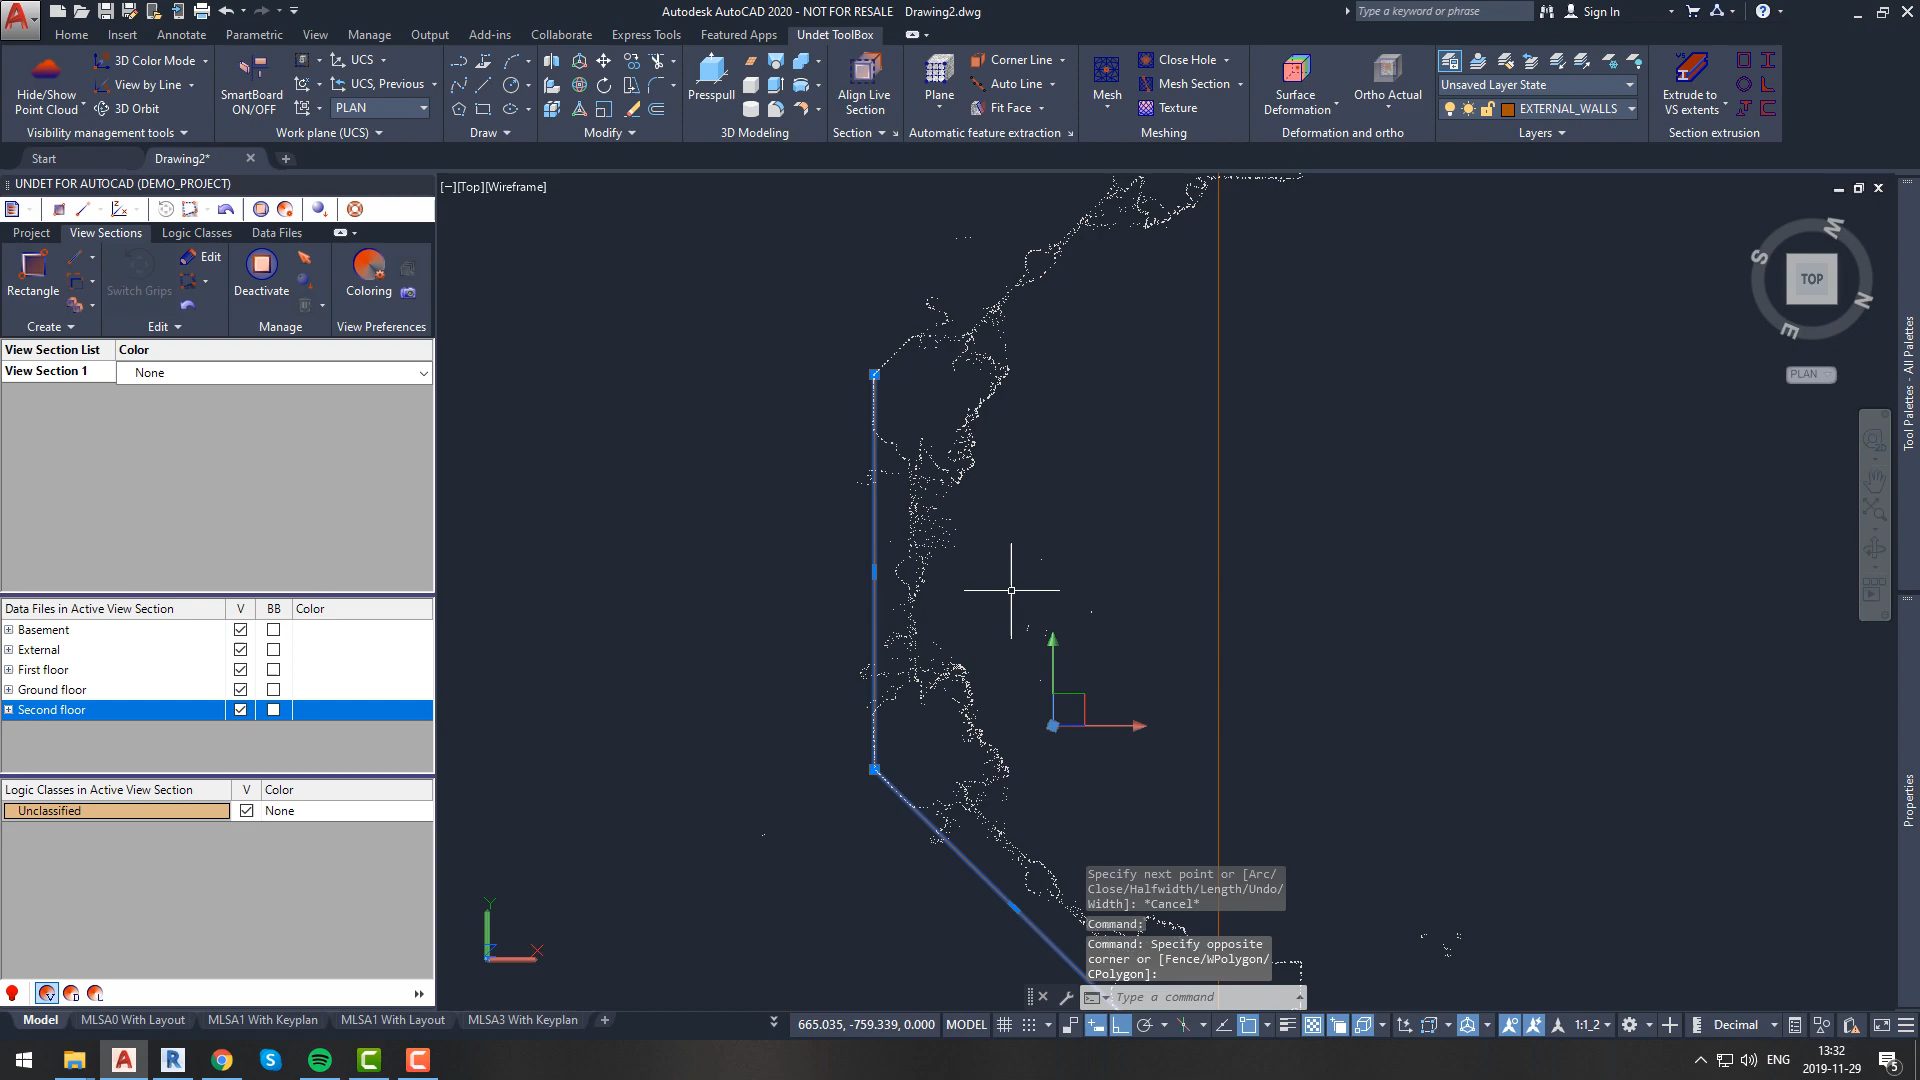 Autodesk AutoCAD 2020 - NOT FOR RESALE Drawing2.dwg
Type a keyword or phrase
Sign In
Home Insert Annotate Parametric View Manage Output Add-ins Collaborate Express Tools Featured Apps Undet ToolBox
3D Color Mode
UCS
Corner Line
Close Hole
View by Line
UCS, Previous
Auto Line
Mesh Section
Unsaved Layer State
Hide/Show
Point Cloud
3D Orbit
SmartBoard
ON/OFF
PLAN
Presspull
Align Live
Section
Plane
Fit Face
Mesh
Texture
Surface
Deformation
Ortho Actual
EXTERNAL_WALLS
Extrude to
VS extents
Visibility management tools Work plane (UCS) Draw Modify 3D Modeling Section Automatic feature extraction Meshing Deformation and ortho Layers Section extrusion
Start Drawing2*
UNDET FOR AUTOCAD (DEMO_PROJECT)
[−][Top][Wireframe]
Project View Sections Logic Classes Data Files
Rectangle
Switch Grips
Edit
Deactivate
Coloring
Create Edit Manage View Preferences
View Section List Color
View Section 1 None
W
S
TOP
N
E
PLAN
Tool Palettes - All Palettes
Data Files in Active View Section V BB Color
Basement
External
First floor
Ground floor
Second floor
Logic Classes in Active View Section V Color
Unclassified None
Properties
Specify next point or [Arc/
Close/Halfwidth/Length/Undo/
Width]: *Cancel*
Command:
Command: Specify opposite
corner or [Fence/WPolygon/
CPolygon]:
Type a command
Y
X
Model MLSA0 With Layout MLSA1 With Keyplan MLSA1 With Layout MLSA3 With Keyplan
665.035, -759.339, 0.000 MODEL
1:1_2
Decimal
ENG
13:32
2019-11-29
5